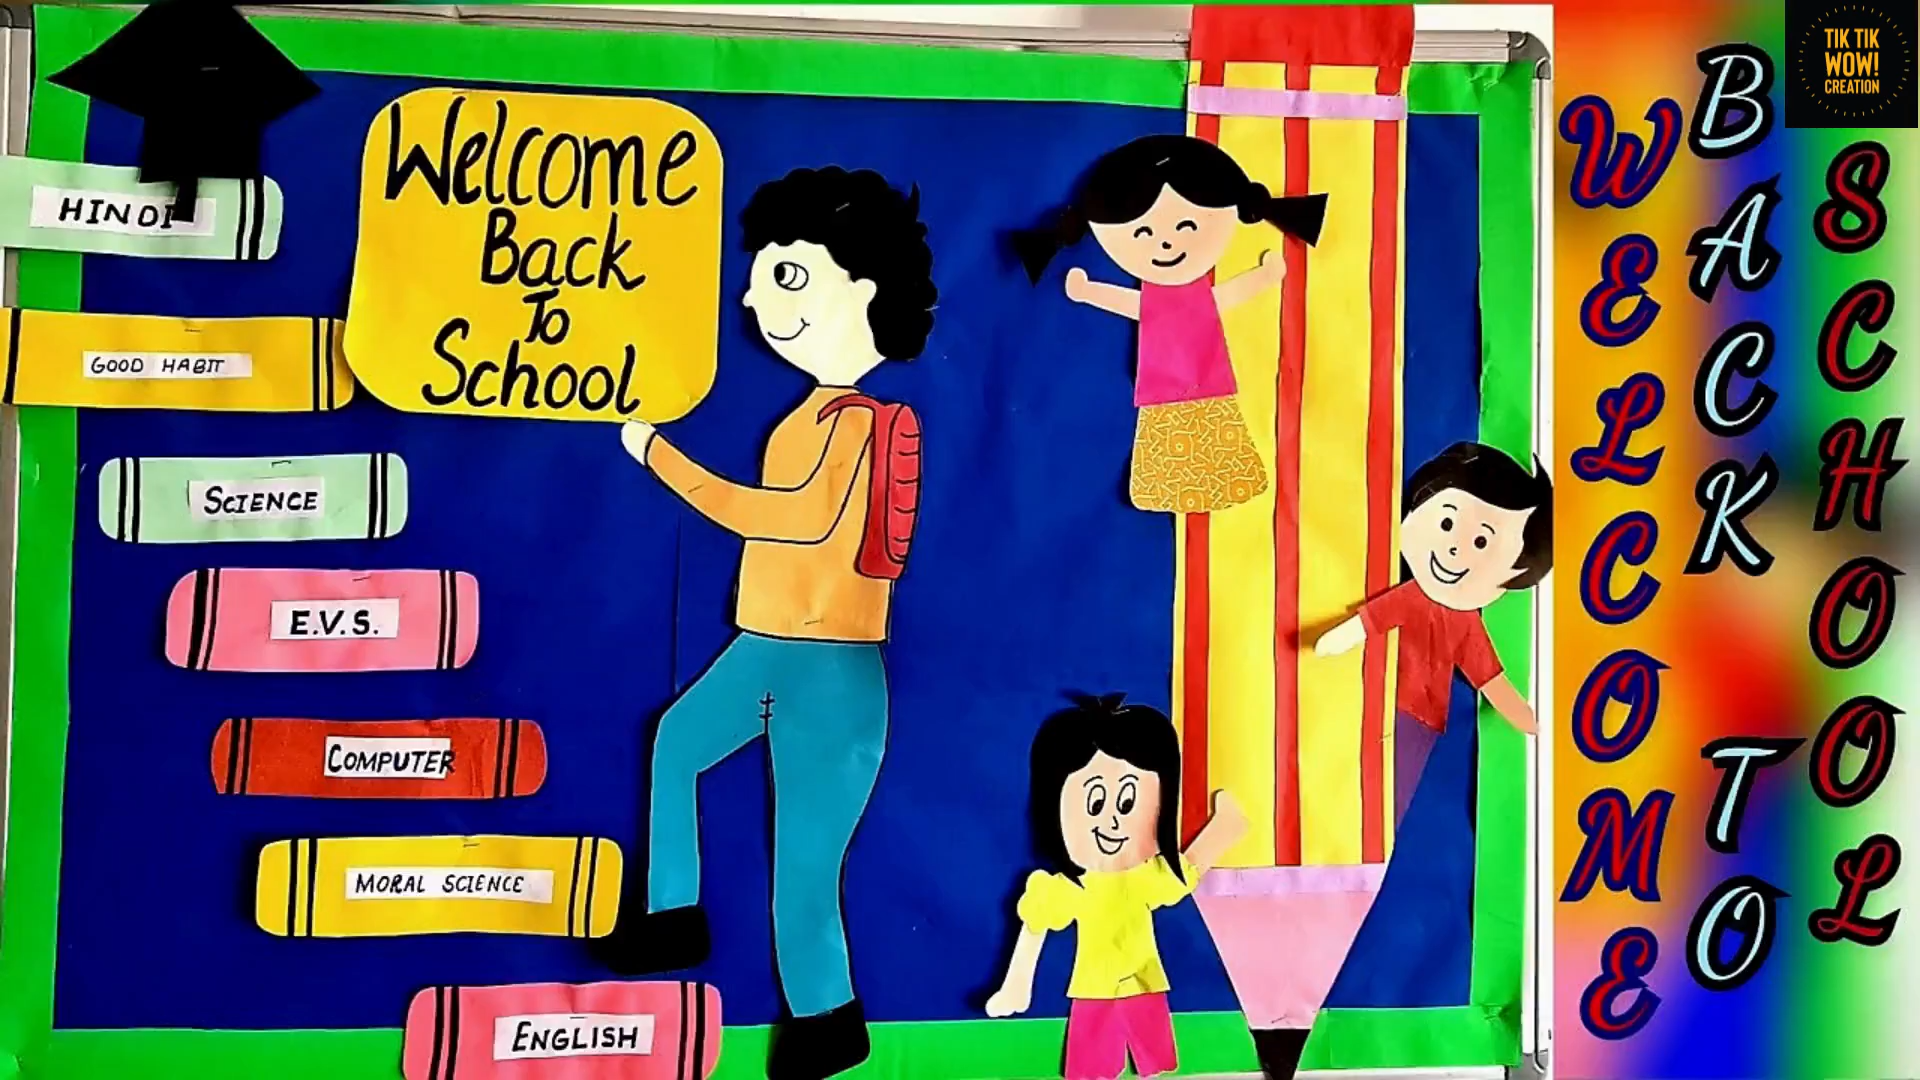 HINDI
GOOD HABIT
SCIENCE
E.V.S.
COMPUTER
MORAL SCIENCE
ENGLISH
Welcome
Back
To
School
WELCOME
BACK TO
SCHOOL
TIK TIK
WOW!
CREATION